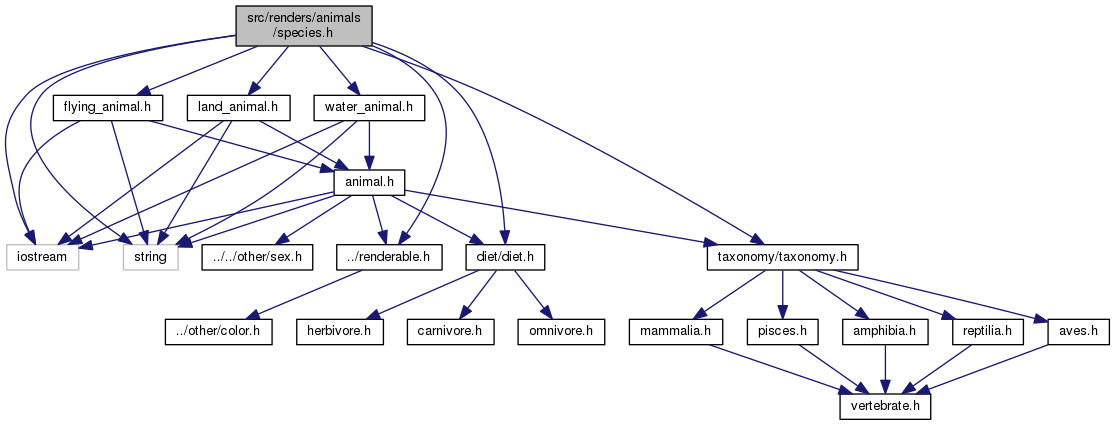 src/renders/animals
/species.h
flying_animal.h
land_animal.h
water_animal.h
animal.h
iostream
string
../../other/sex.h
../renderable.h
diet/diet.h
taxonomy/taxonomy.h
../other/color.h
herbivore.h
carnivore.h
omnivore.h
mammalia.h
pisces.h
amphibia.h
reptilia.h
aves.h
vertebrate.h